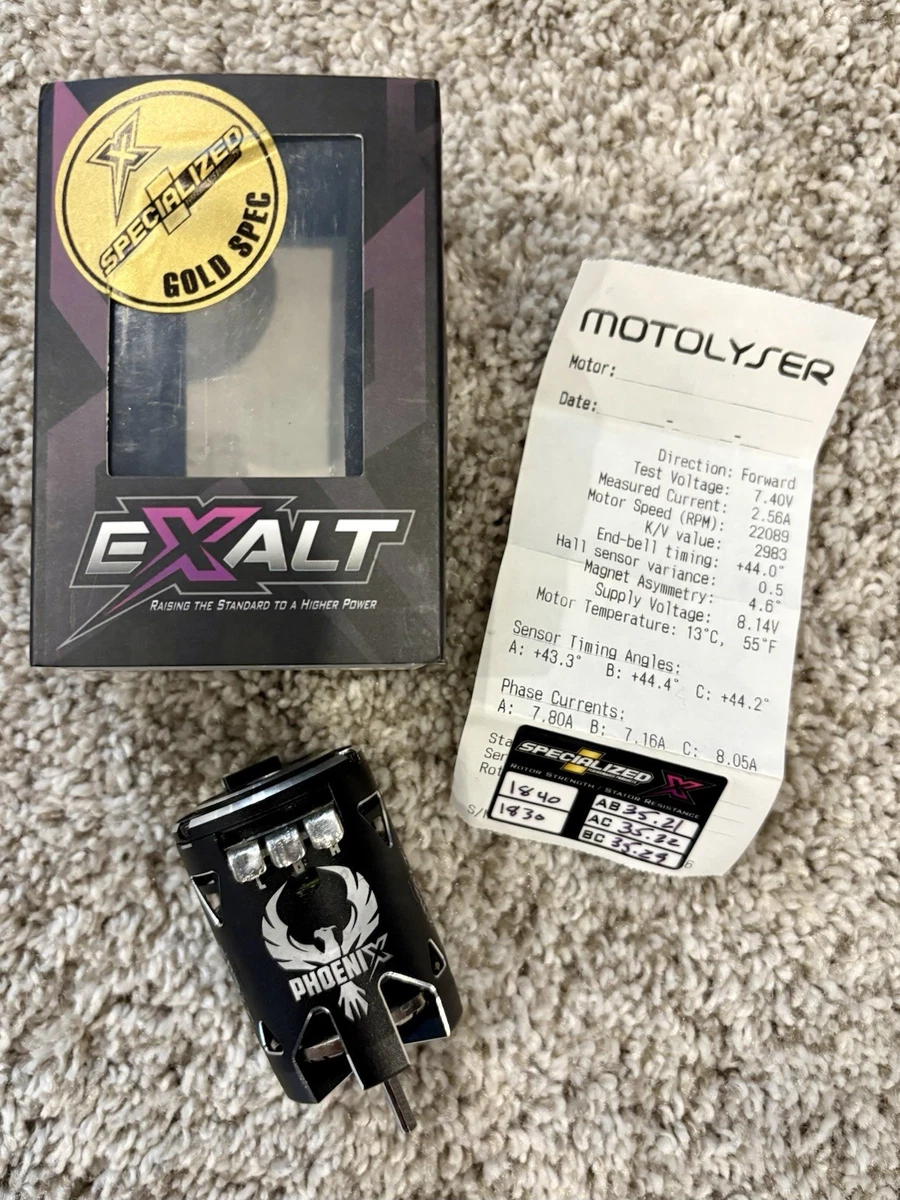 X
SPECIALIZED
GOLD SPEC
EXALT
RAISING THE STANDARD TO A HIGHER POWER
MOTOLYSER
Motor:
Date: - -
Direction: Forward
Test Voltage: 7.40V
Measured Current: 2.56A
Motor Speed (RPM): 22089
K/V value: 2983
End-bell timing: +44.0°
Hall sensor variance: 0.5
Magnet Asymmetry: 4.6°
Supply Voltage: 8.14V
Motor Temperature: 13°C, 55°F
Sensor Timing Angles:
A: +43.3° B: +44.4° C: +44.2°
Phase Currents:
A: 7.80A B: 7.16A C: 8.05A
SPECIALIZED X
ROTOR STRENGTH / STATOR RESISTANCE
1840 AB 35.21
1830 AC 35.22
BC 35.29
S/
6
PHOENIX